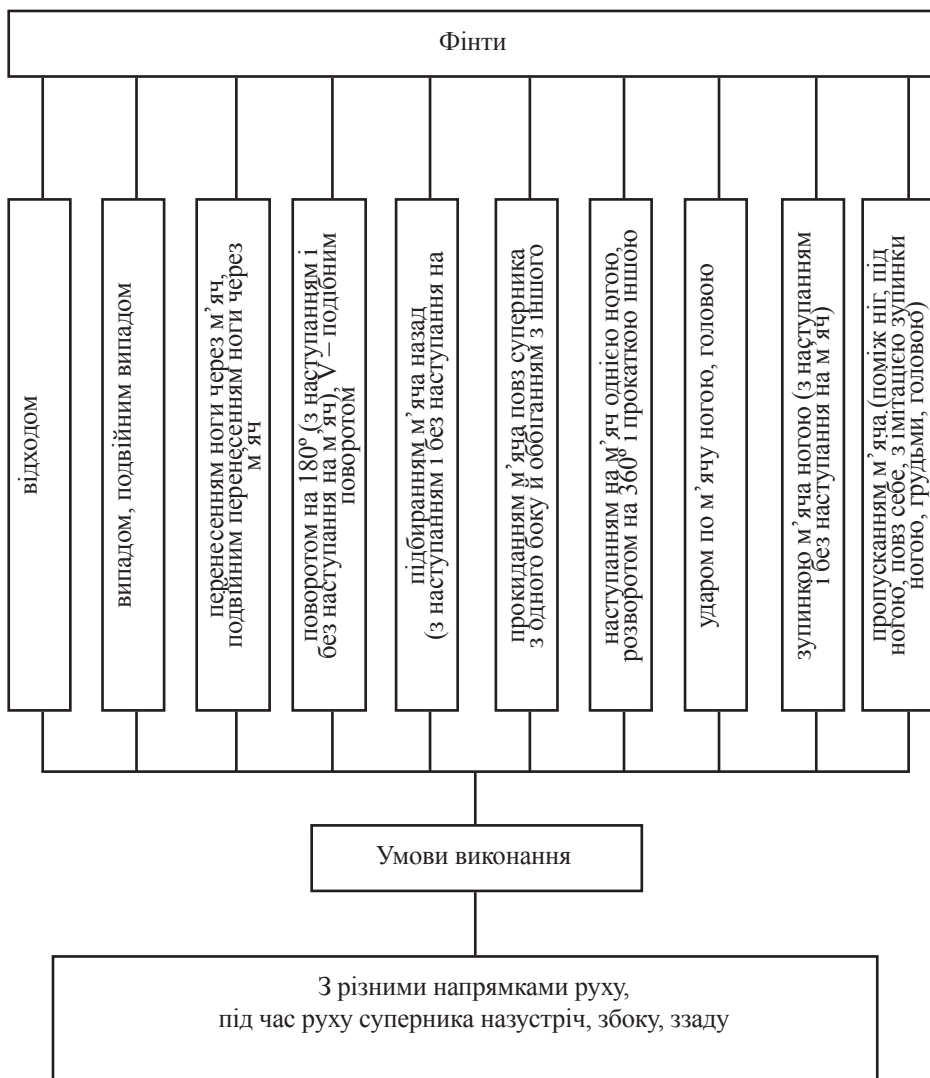 Фінти
відходом
випадом, подвійним випадом
перенесенням ноги через м’яч,
подвійним перенесенням ноги через
м’яч
поворотом на 180º (з наступанням і
без наступання на м’яч), V – подібним
поворотом
підбиранням м’яча назад
(з наступанням і без наступання на
прокиданням м’яча повз суперника
з одного боку й оббіганням з іншого
наступанням на м’яч однією ногою,
розворотом на 360º і прокаткою іншою
ударом по м’ячу ногою, головою
зупинкою м’яча ногою (з наступанням
і без наступання на м’яч)
пропусканням м’яча (поміж ніг, під
ногою, повз себе, з імітацією зупинки
ногою, грудьми, головою)
Умови виконання
З різними напрямками руху,
під час руху суперника назустріч, збоку, ззаду